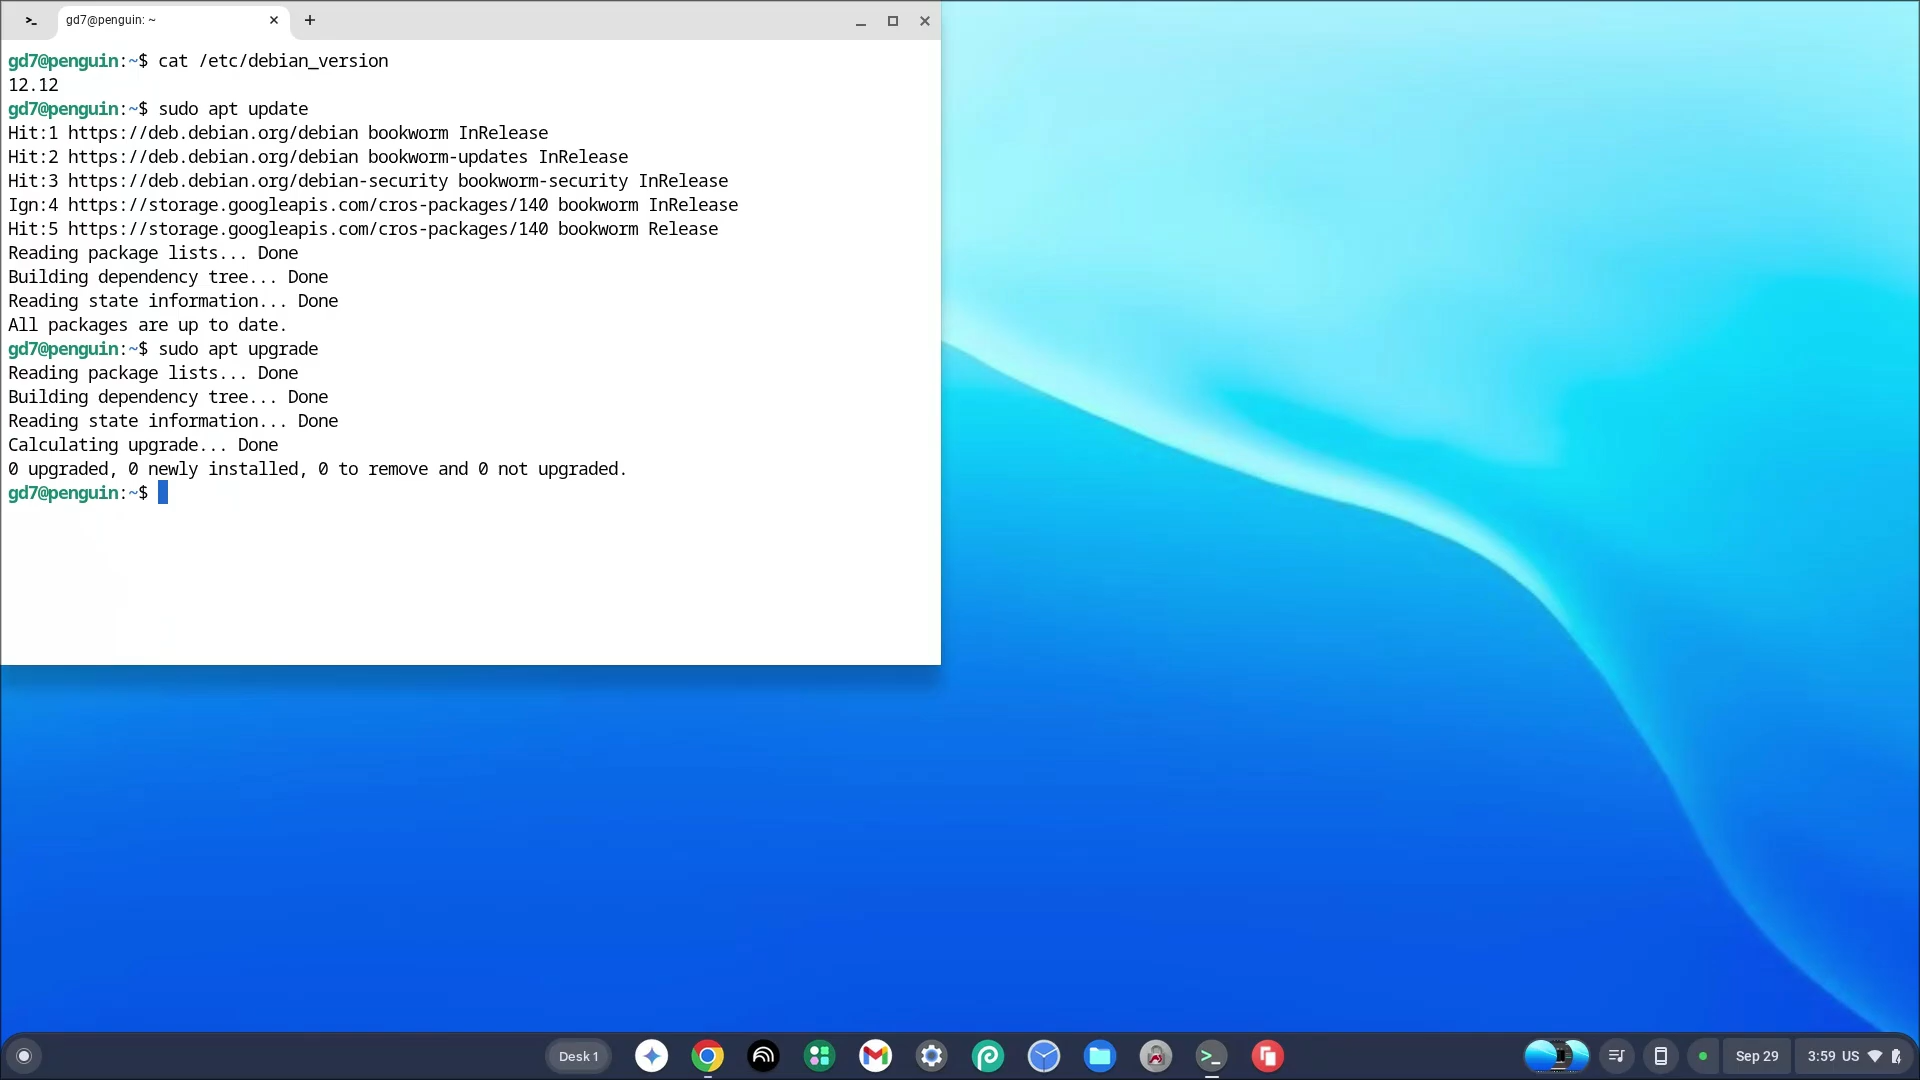 gd7@penguin: ~
gd7@penguin:~$ cat /etc/debian_version
12.12
gd7@penguin:~$ sudo apt update
Hit:1 https://deb.debian.org/debian bookworm InRelease
Hit:2 https://deb.debian.org/debian bookworm-updates InRelease
Hit:3 https://deb.debian.org/debian-security bookworm-security InRelease
Ign:4 https://storage.googleapis.com/cros-packages/140 bookworm InRelease
Hit:5 https://storage.googleapis.com/cros-packages/140 bookworm Release
Reading package lists... Done
Building dependency tree... Done
Reading state information... Done
All packages are up to date.
gd7@penguin:~$ sudo apt upgrade
Reading package lists... Done
Building dependency tree... Done
Reading state information... Done
Calculating upgrade... Done
0 upgraded, 0 newly installed, 0 to remove and 0 not upgraded.
gd7@penguin:~$
Desk 1 Sep 29 3:59 US